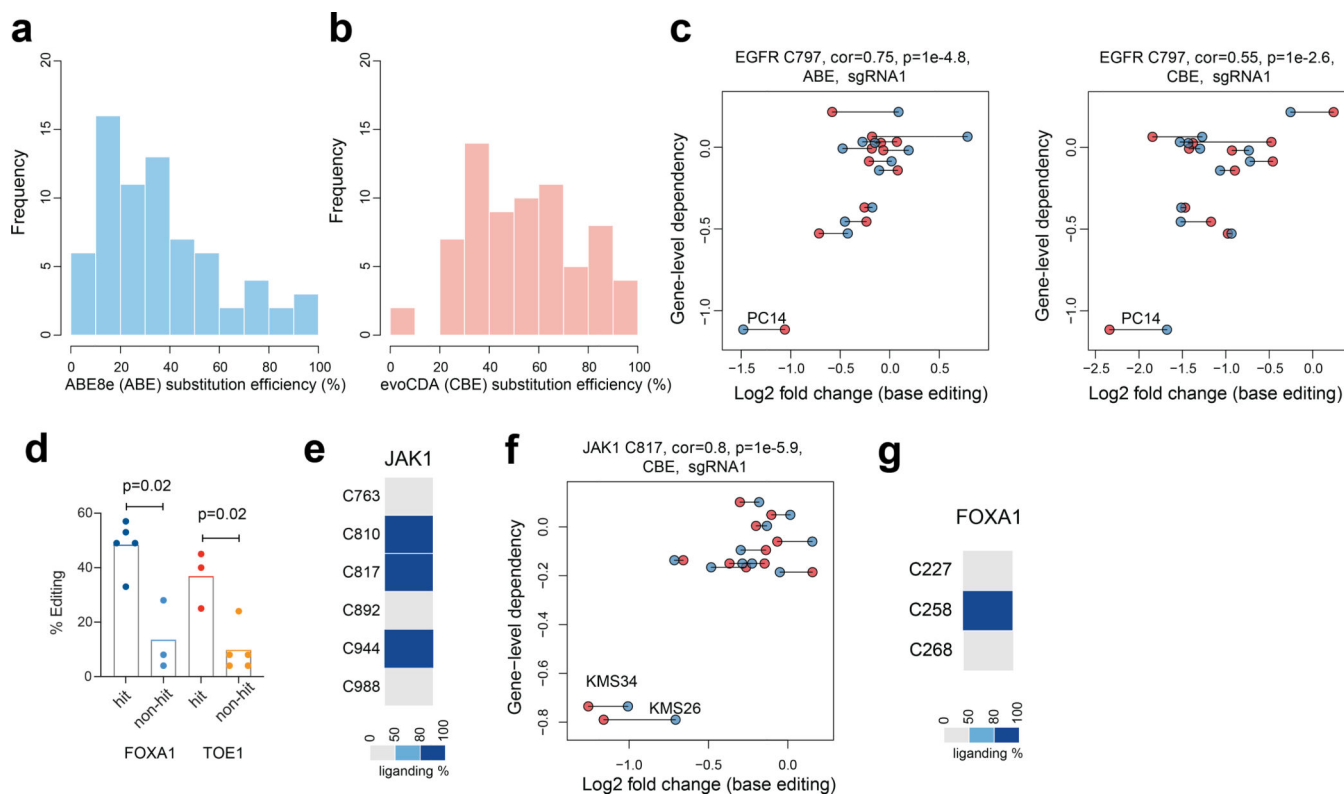 a
Frequency
20
15
10
5
0
0 20 40 60 80 100
ABE8e (ABE) substitution efficiency (%)
b
Frequency
20
15
10
5
0
0 20 40 60 80 100
evoCDA (CBE) substitution efficiency (%)
c
EGFR C797, cor=0.75, p=1e-4.8,
ABE, sgRNA1
Gene-level dependency
0.0
−0.5
−1.0
PC14
−1.5 −1.0 −0.5 0.0 0.5
Log2 fold change (base editing)
EGFR C797, cor=0.55, p=1e-2.6,
CBE, sgRNA1
Gene-level dependency
0.0
−0.5
−1.0
PC14
−2.5 −2.0 −1.5 −1.0 −0.5 0.0
Log2 fold change (base editing)
d
p=0.02
p=0.02
% Editing
60
40
20
0
hit non-hit hit non-hit
FOXA1 TOE1
e
JAK1
C763
C810
C817
C892
C944
C988
0 50 80 100
liganding %
f
JAK1 C817, cor=0.8, p=1e-5.9,
CBE, sgRNA1
Gene−level dependency
0.0
−0.2
−0.4
−0.6
−0.8
KMS34
KMS26
−1.0 −0.5 0.0
Log2 fold change (base editing)
g
FOXA1
C227
C258
C268
0 50 80 100
liganding %